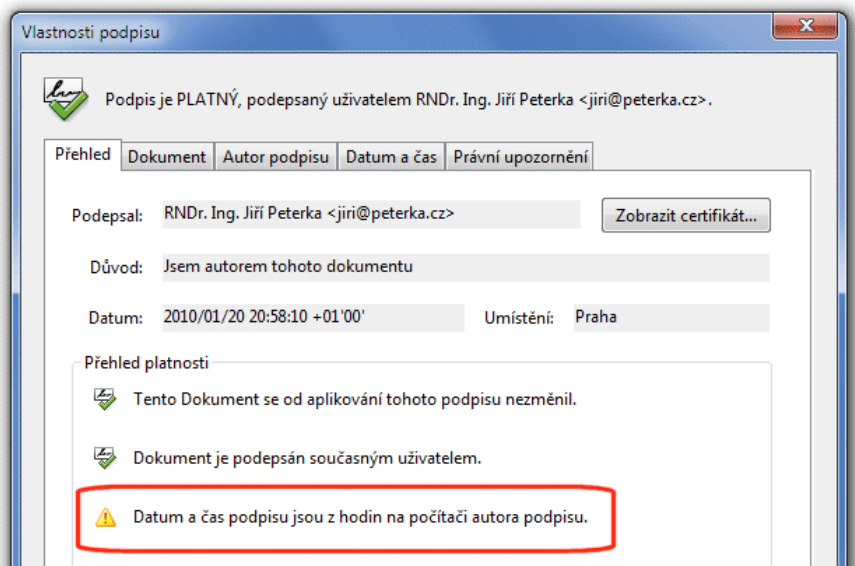 Vlastnosti podpisu
Podpis je PLATNÝ, podepsaný uživatelem RNDr. Ing. Jiří Peterka <jiri@peterka.cz>.
Přehled Dokument Autor podpisu Datum a čas Právní upozornění
Podepsal: RNDr. Ing. Jiří Peterka <jiri@peterka.cz> Zobrazit certifikát...
Důvod: Jsem autorem tohoto dokumentu
Datum: 2010/01/20 20:58:10 +01'00' Umístění: Praha
Přehled platnosti
Tento Dokument se od aplikování tohoto podpisu nezměnil.
Dokument je podepsán současným uživatelem.
Datum a čas podpisu jsou z hodin na počítači autora podpisu.